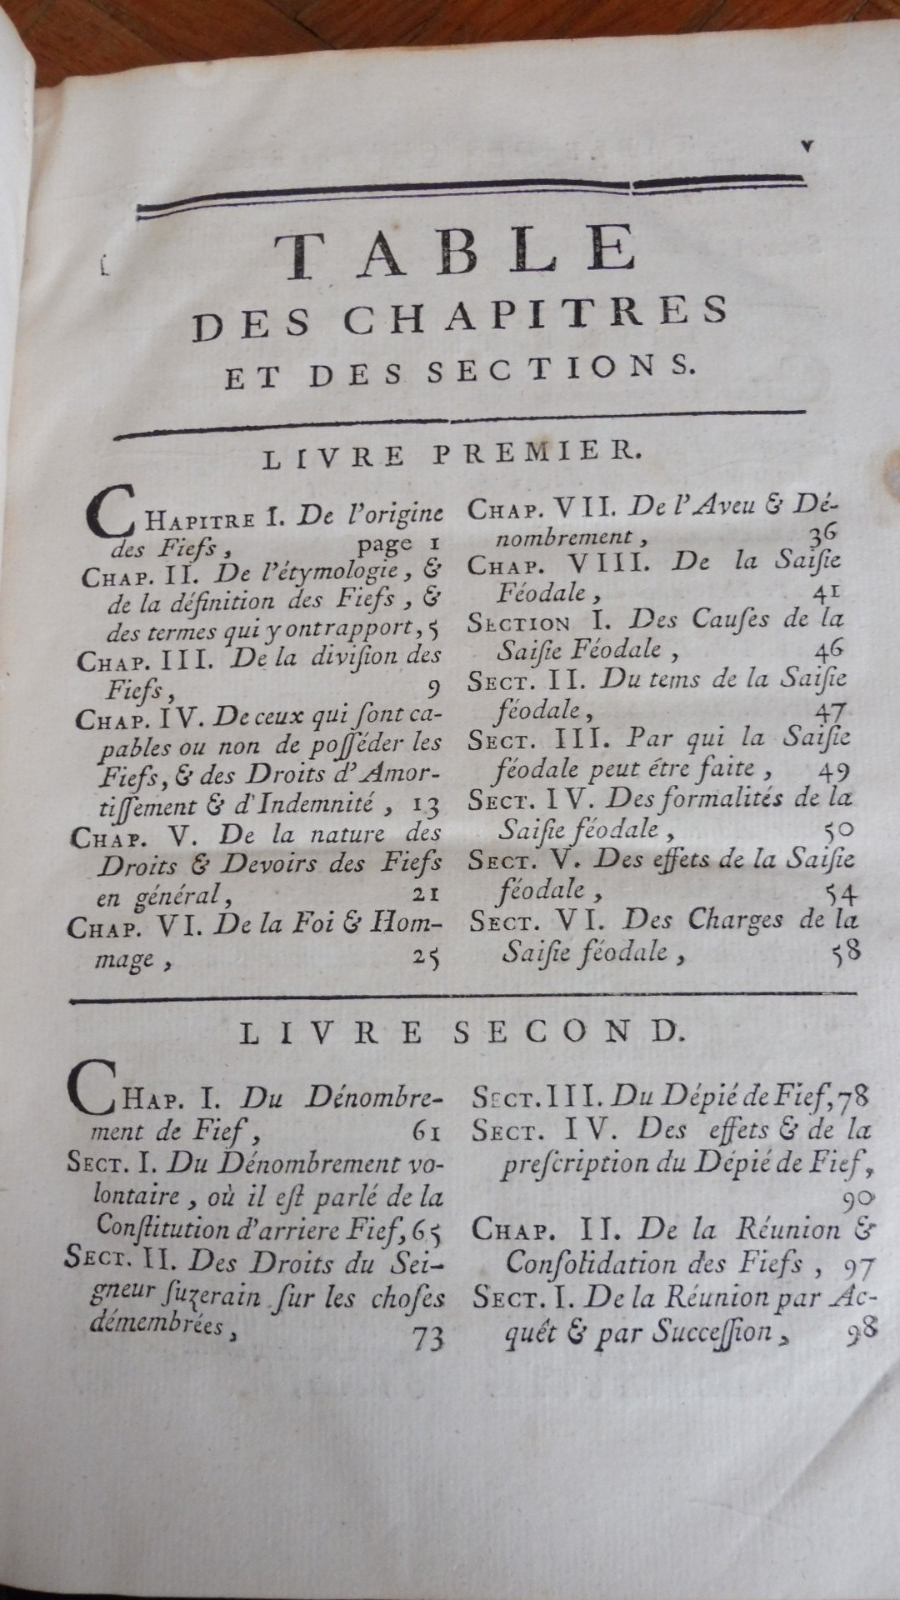 v
TABLE
DES CHAPITRES
ET DES SECTIONS.
LIVRE PREMIER.
CHAPITRE I. De l'origine
des Fiefs, page 1
CHAP. II. De l'étymologie, &
de la définition des Fiefs, &
des termes qui y ont rapport, 5
CHAP. III. De la division des
Fiefs, 9
CHAP. IV. De ceux qui sont ca-
pables ou non de posséder les
Fiefs, & des Droits d'Amor-
tissement & d'Indemnité, 13
CHAP. V. De la nature des
Droits & Devoirs des Fiefs
en général, 21
CHAP. VI. De la Foi & Hom-
mage, 25
CHAP. VII. De l'Aveu & Dé-
nombrement, 36
CHAP. VIII. De la Saisie
Féodale, 41
SECTION I. Des Causes de la
Saisie Féodale, 46
SECT. II. Du tems de la Saisie
féodale, 47
SECT. III. Par qui la Saisie
féodale peut étre faite, 49
SECT. IV. Des formalités de la
Saisie féodale, 50
SECT. V. Des effets de la Saisie
féodale, 54
SECT. VI. Des Charges de la
Saisie féodale, 58
LIVRE SECOND.
CHAP. I. Du Dénombre-
ment de Fief, 61
SECT. I. Du Dénombrement vo-
lontaire, où il est parlé de la
Constitution d'arriere Fief, 65
SECT. II. Des Droits du Sei-
gneur suzerain sur les choses
démembrées, 73
SECT. III. Du Dépié de Fief, 78
SECT. IV. Des effets & de la
prescription du Dépié de Fief,
90
CHAP. II. De la Réunion &
Consolidation des Fiefs, 97
SECT. I. De la Réunion par Ac-
quêt & par Succession, 98